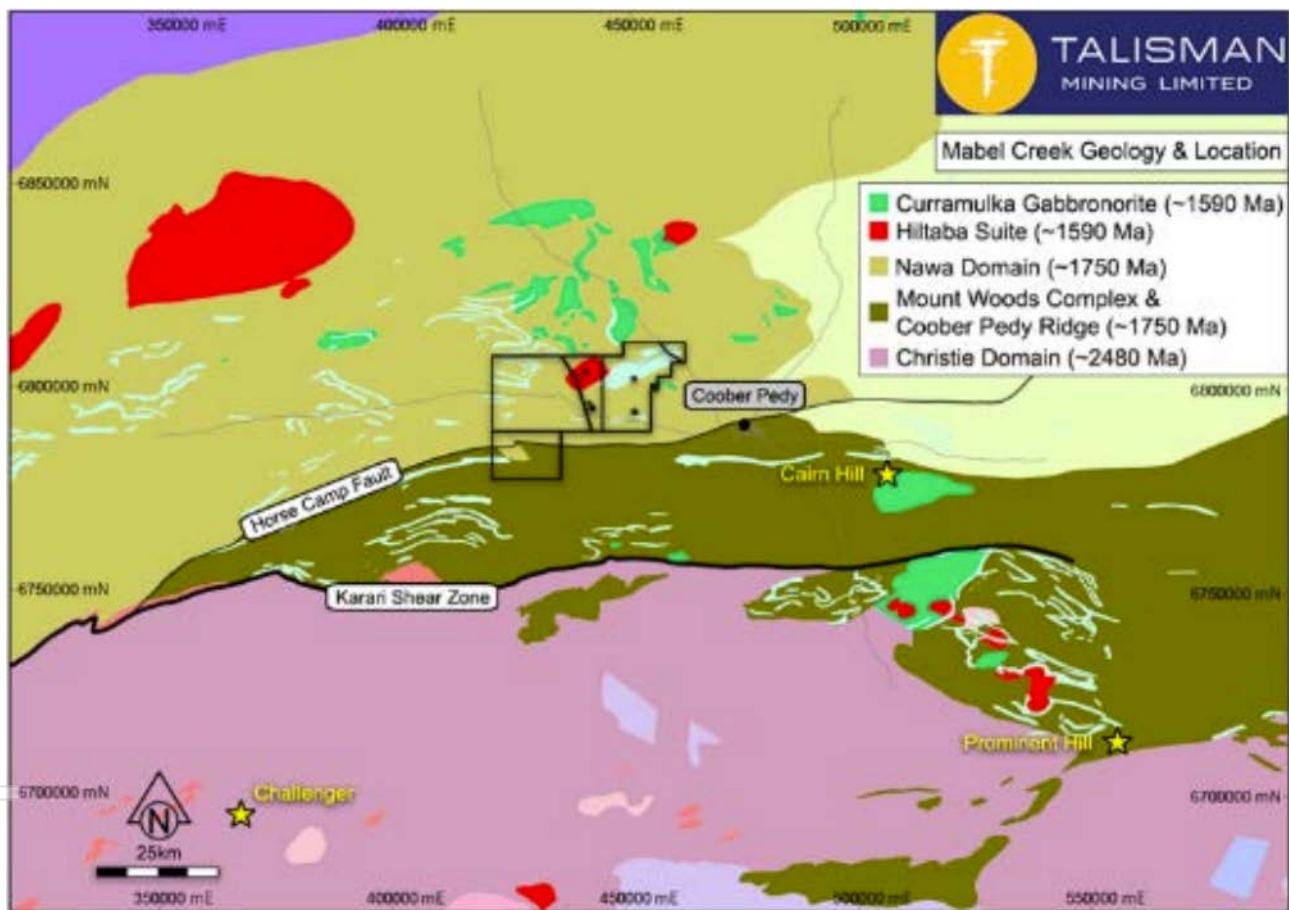 350000 mE
400000 mE
450000 mE
500000 mE
TALISMAN
MINING LIMITED
Mabel Creek Geology & Location
6850000 mN
Curramulka Gabbronorite (~1590 Ma)
Hiltaba Suite (~1590 Ma)
Nawa Domain (~1750 Ma)
Mount Woods Complex &
Coober Pedy Ridge (~1750 Ma)
Christie Domain (~2480 Ma)
6800000 mN
6800000 mN
Coober Pedy
Cairn Hill
Horse Camp Fault
6750000 mN
Karari Shear Zone
6750000 mN
Prominent Hill
6700000 mN
Challenger
6700000 mN
N
25km
350000 mE
400000 mE
450000 mE
500000 mE
550000 mE